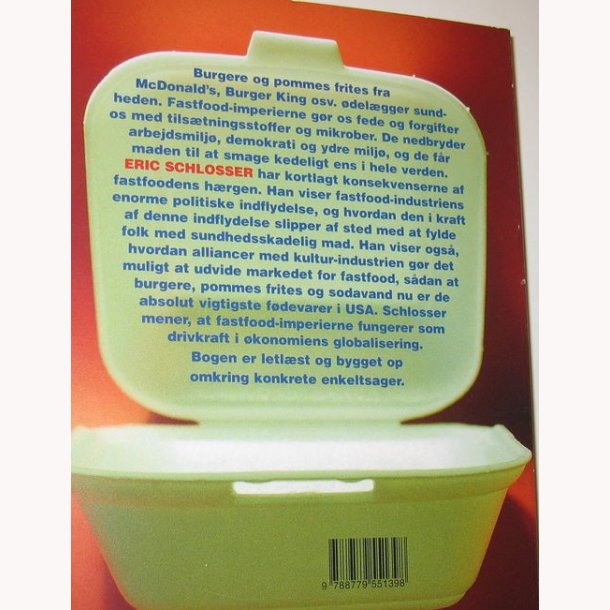 Burgere og pommes frites fra
McDonald's, Burger King osv. ødelægger sund-
heden. Fastfood-imperierne gør os fede og forgifter
os med tilsætningsstoffer og mikrober. De nedbryder
arbejdsmiljø, demokrati og ydre miljø, og de får
maden til at smage kedeligt ens i hele verden.
ERIC SCHLOSSER har kortlagt konsekvenserne af
fastfoodens hærgen. Han viser fastfood-industriens
enorme politiske indflydelse, og hvordan den i kraft
af denne indflydelse slipper af sted med at fylde
folk med sundhedsskadelig mad. Han viser også,
hvordan alliancer med kultur-industrien gør det
muligt at udvide markedet for fastfood, sådan at
burgere, pommes frites og sodavand nu er de
absolut vigtigste fødevarer i USA. Schlosser
mener, at fastfood-imperierne fungerer som
drivkraft i økonomiens globalisering.
Bogen er letlæst og bygget op
omkring konkrete enkeltsager.
9 788779 551398